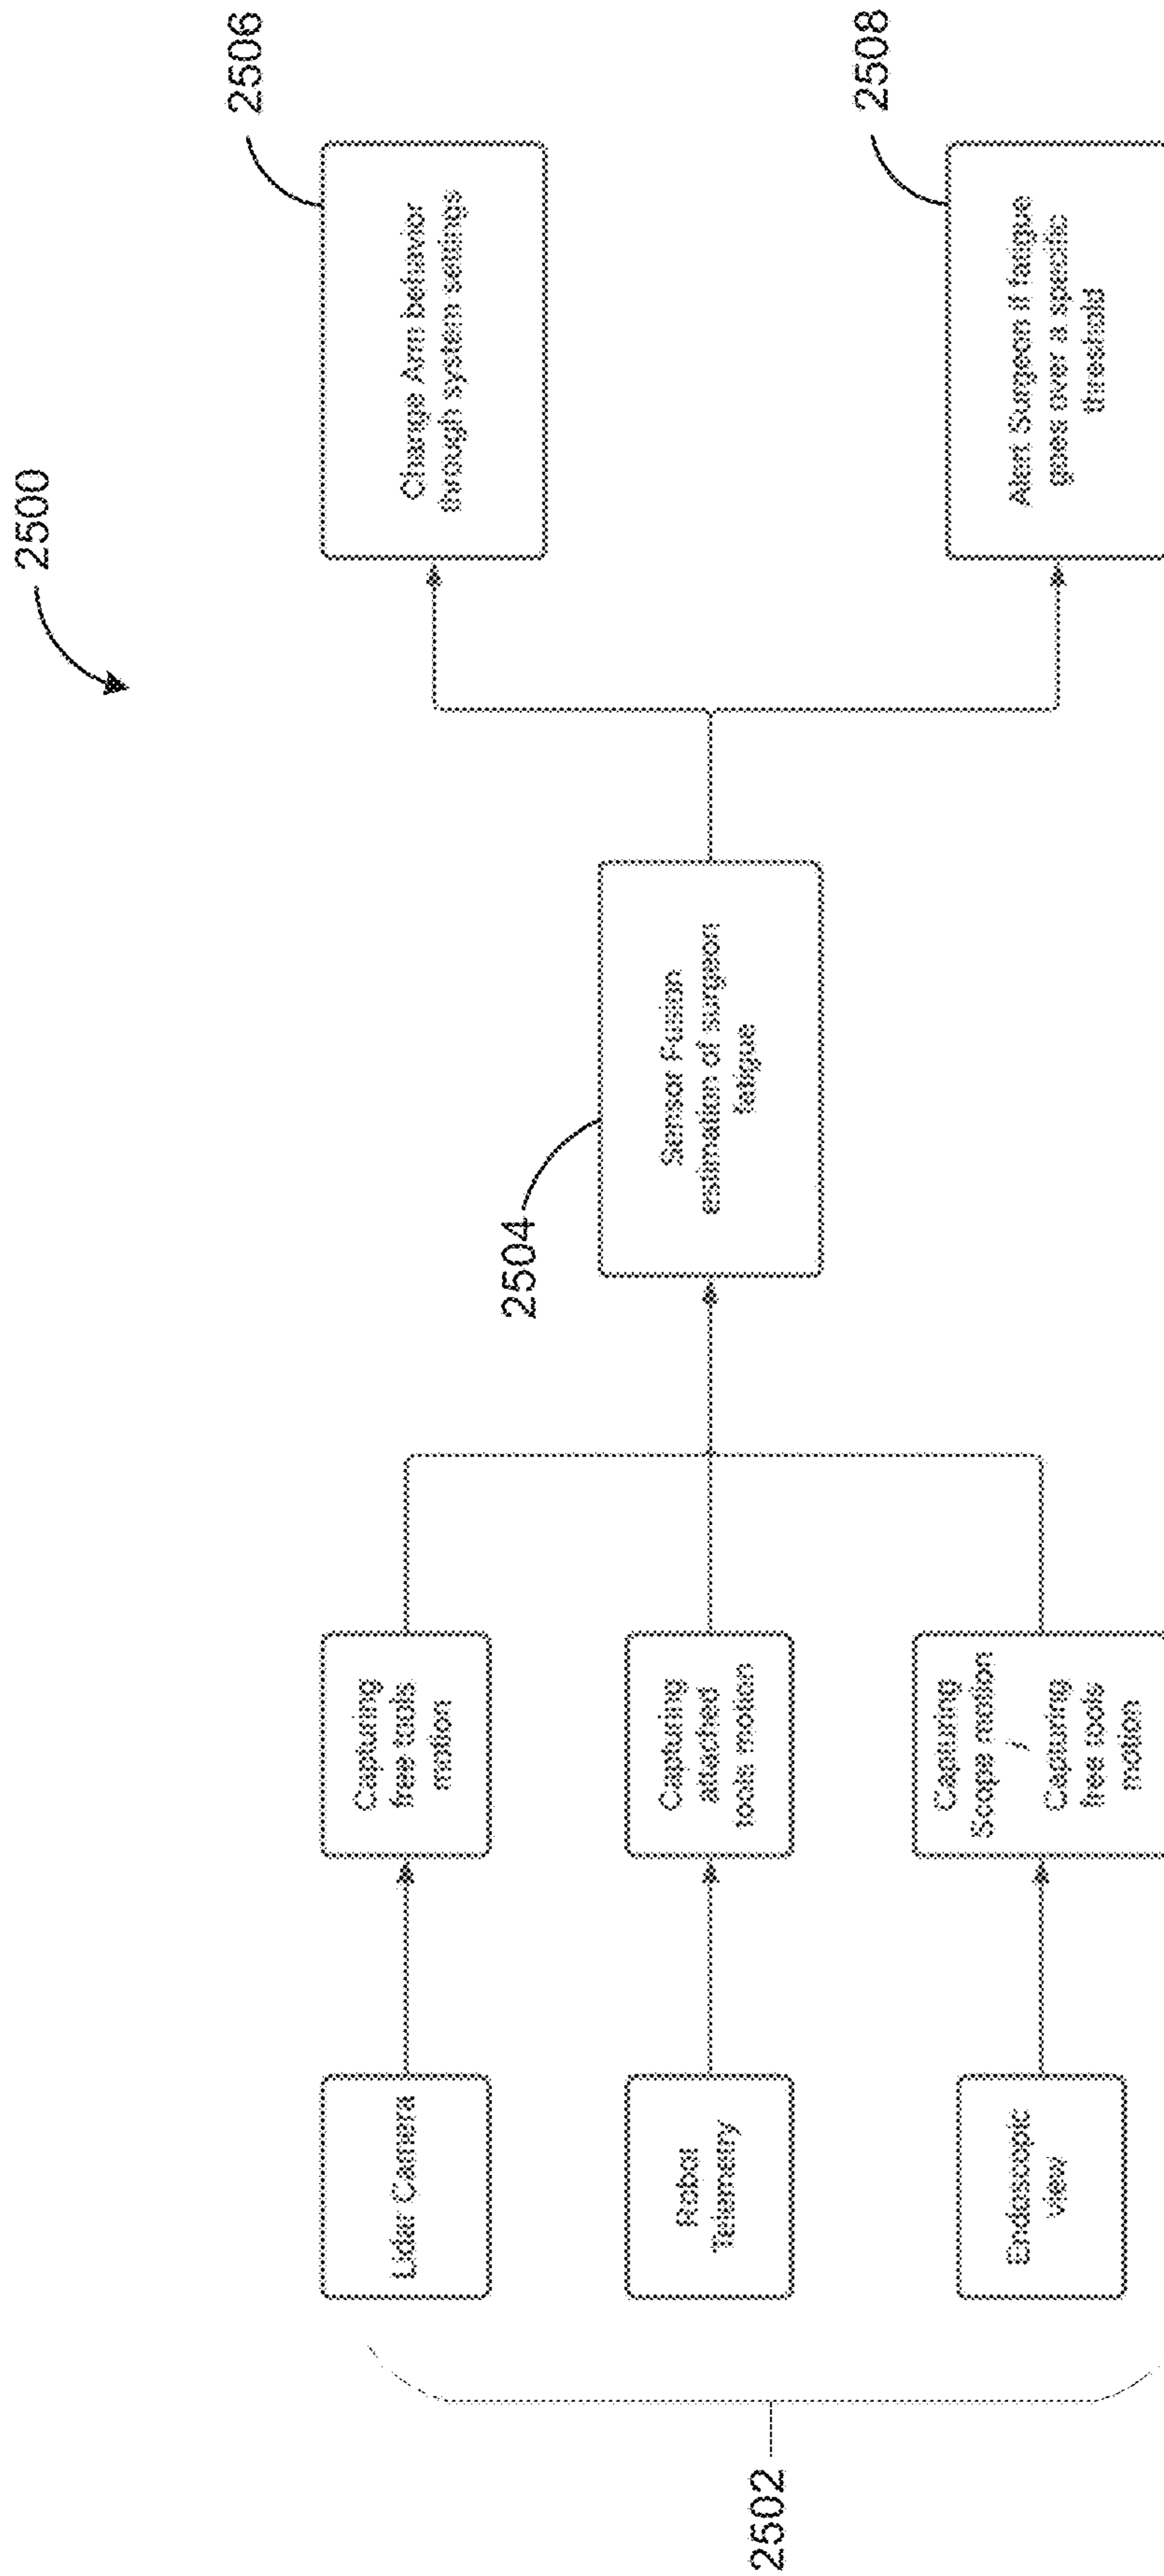 2500
2502
Lidar Camera
Robot
Telemetry
Endoscopic
view
Capturing
free tools
motion
Capturing
attached
tools motion
Capturing
Scope motion
/
Capturing
free tools
motion
2504
Sensor Fusion
estimation of surgeon
fatigue
2506
Change Arm behavior
through system settings
2508
Alert Surgeon if fatigue
goes over a specific
threshold